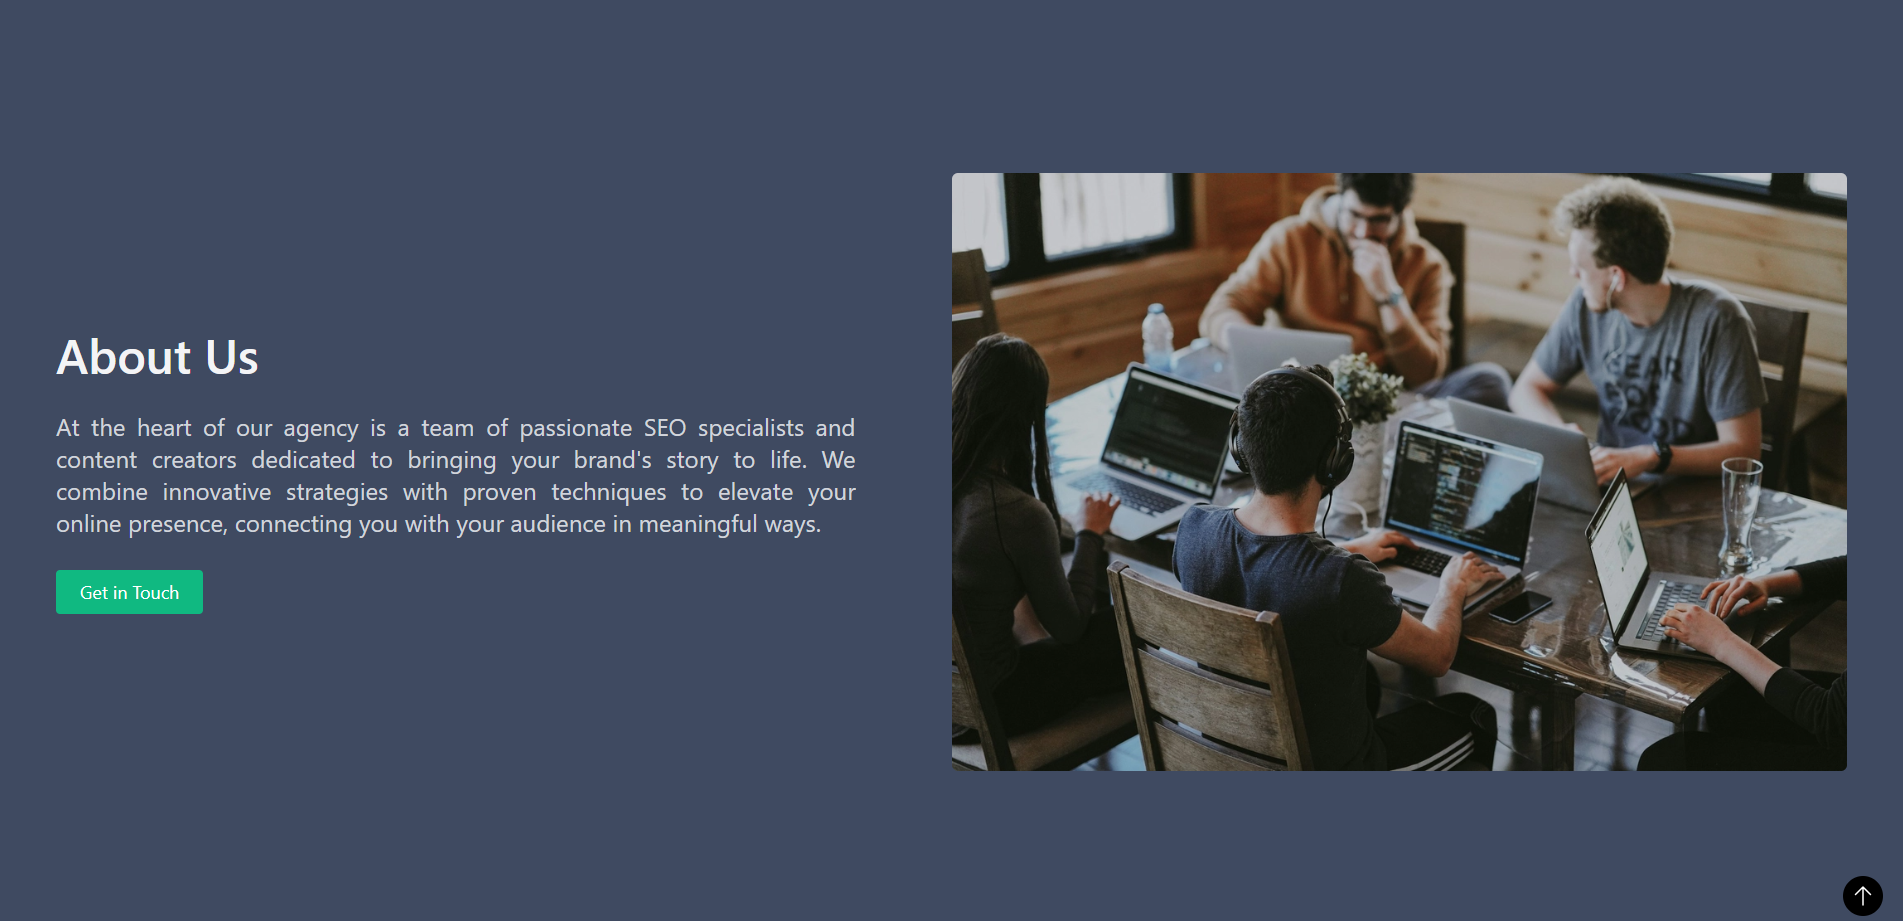 About Us
At the heart of our agency is a team of passionate SEO specialists and
content creators dedicated to bringing your brand's story to life. We
combine innovative strategies with proven techniques to elevate your
online presence, connecting you with your audience in meaningful ways.
Get in Touch